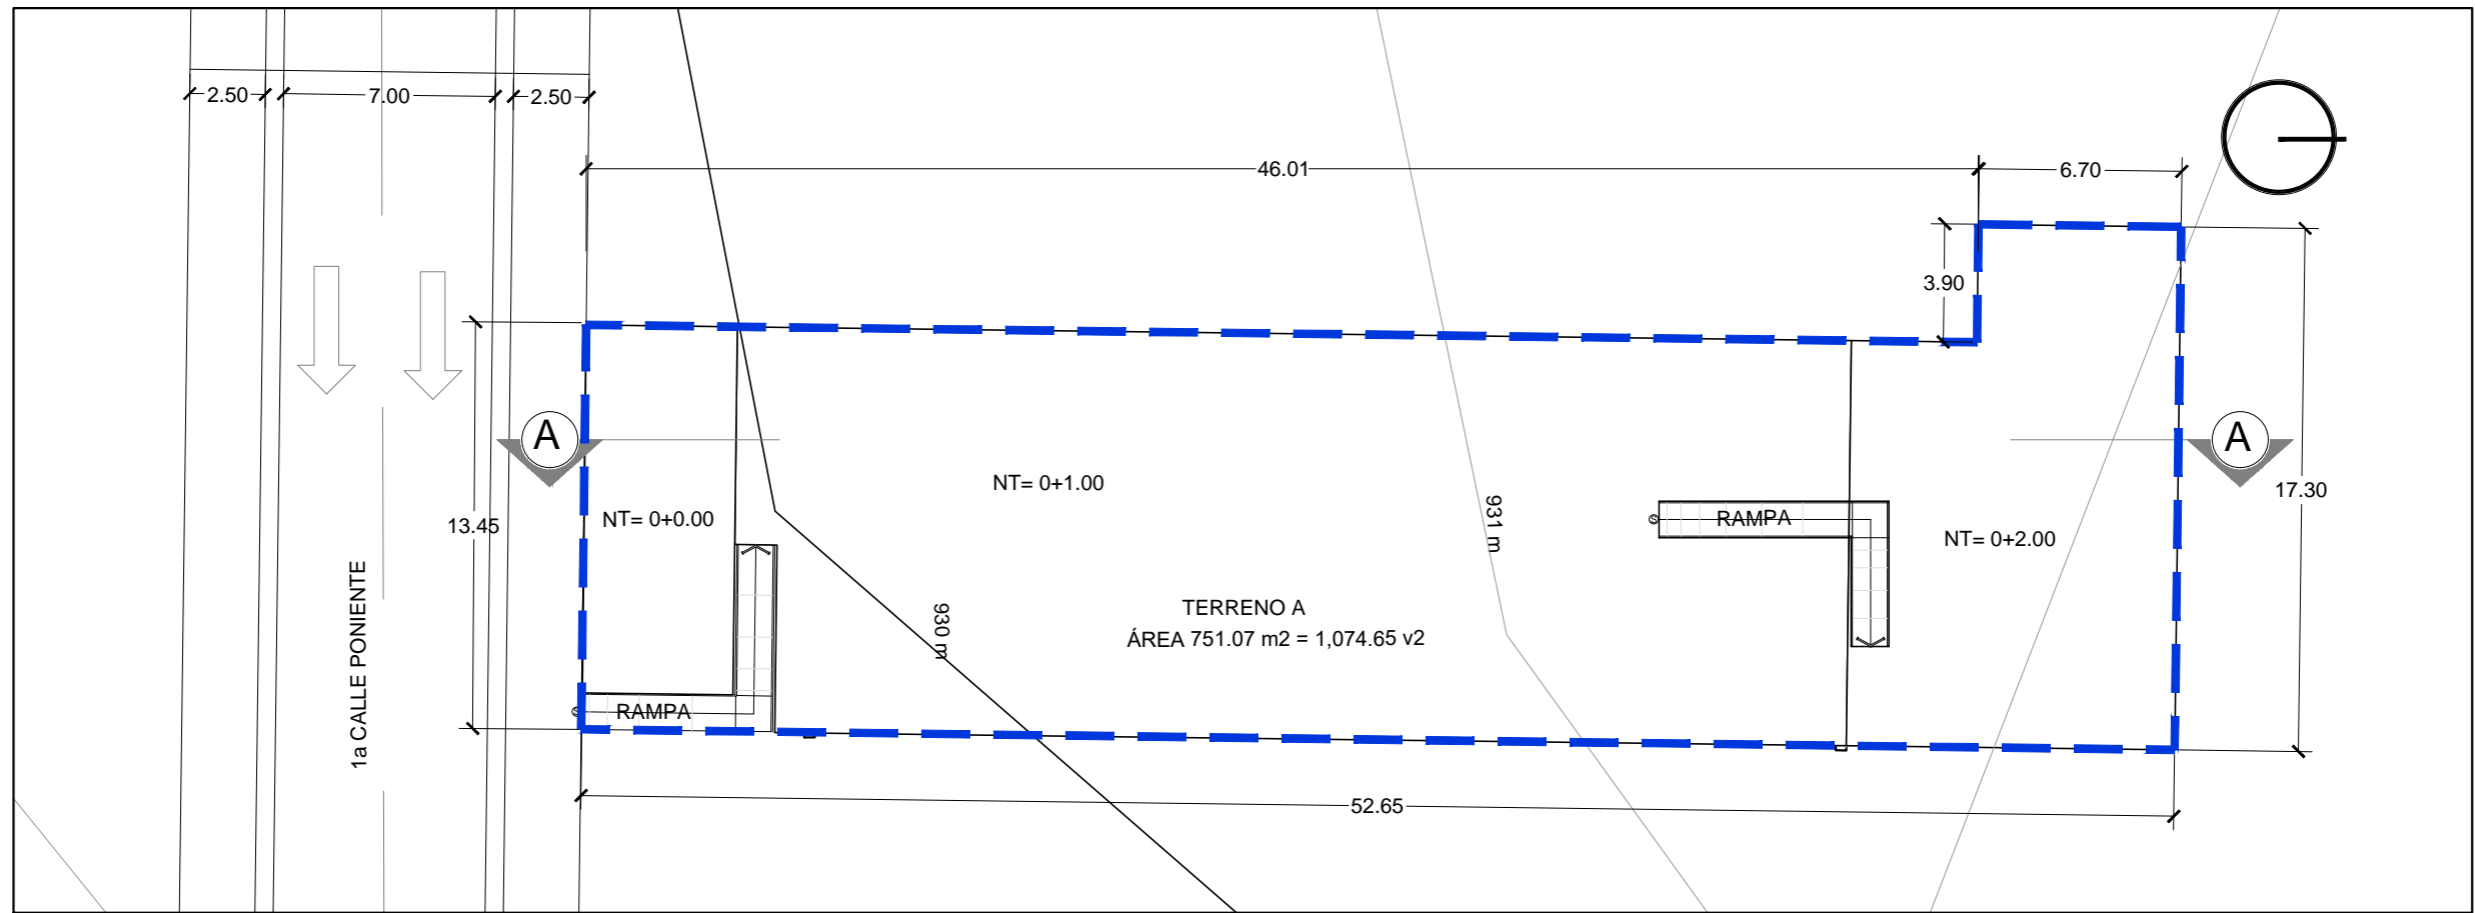 2.50
7.00
2.50
46.01
6.70
3.90
A
A
13.45
17.30
NT= 0+0.00
NT= 0+1.00
931 m
RAMPA
NT= 0+2.00
1a CALLE PONIENTE
930 m
TERRENO A
ÁREA 751.07 m2 = 1,074.65 v2
RAMPA
52.65